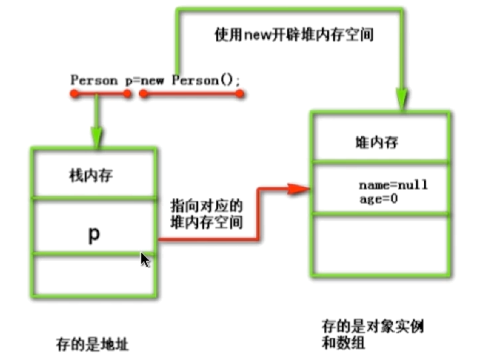 使用new开辟堆内存空间
Person p=new Person();
栈内存
p
指向对应的
堆内存空间
堆内存
name=null
age=0
存的是地址
存的是对象实例
和数组